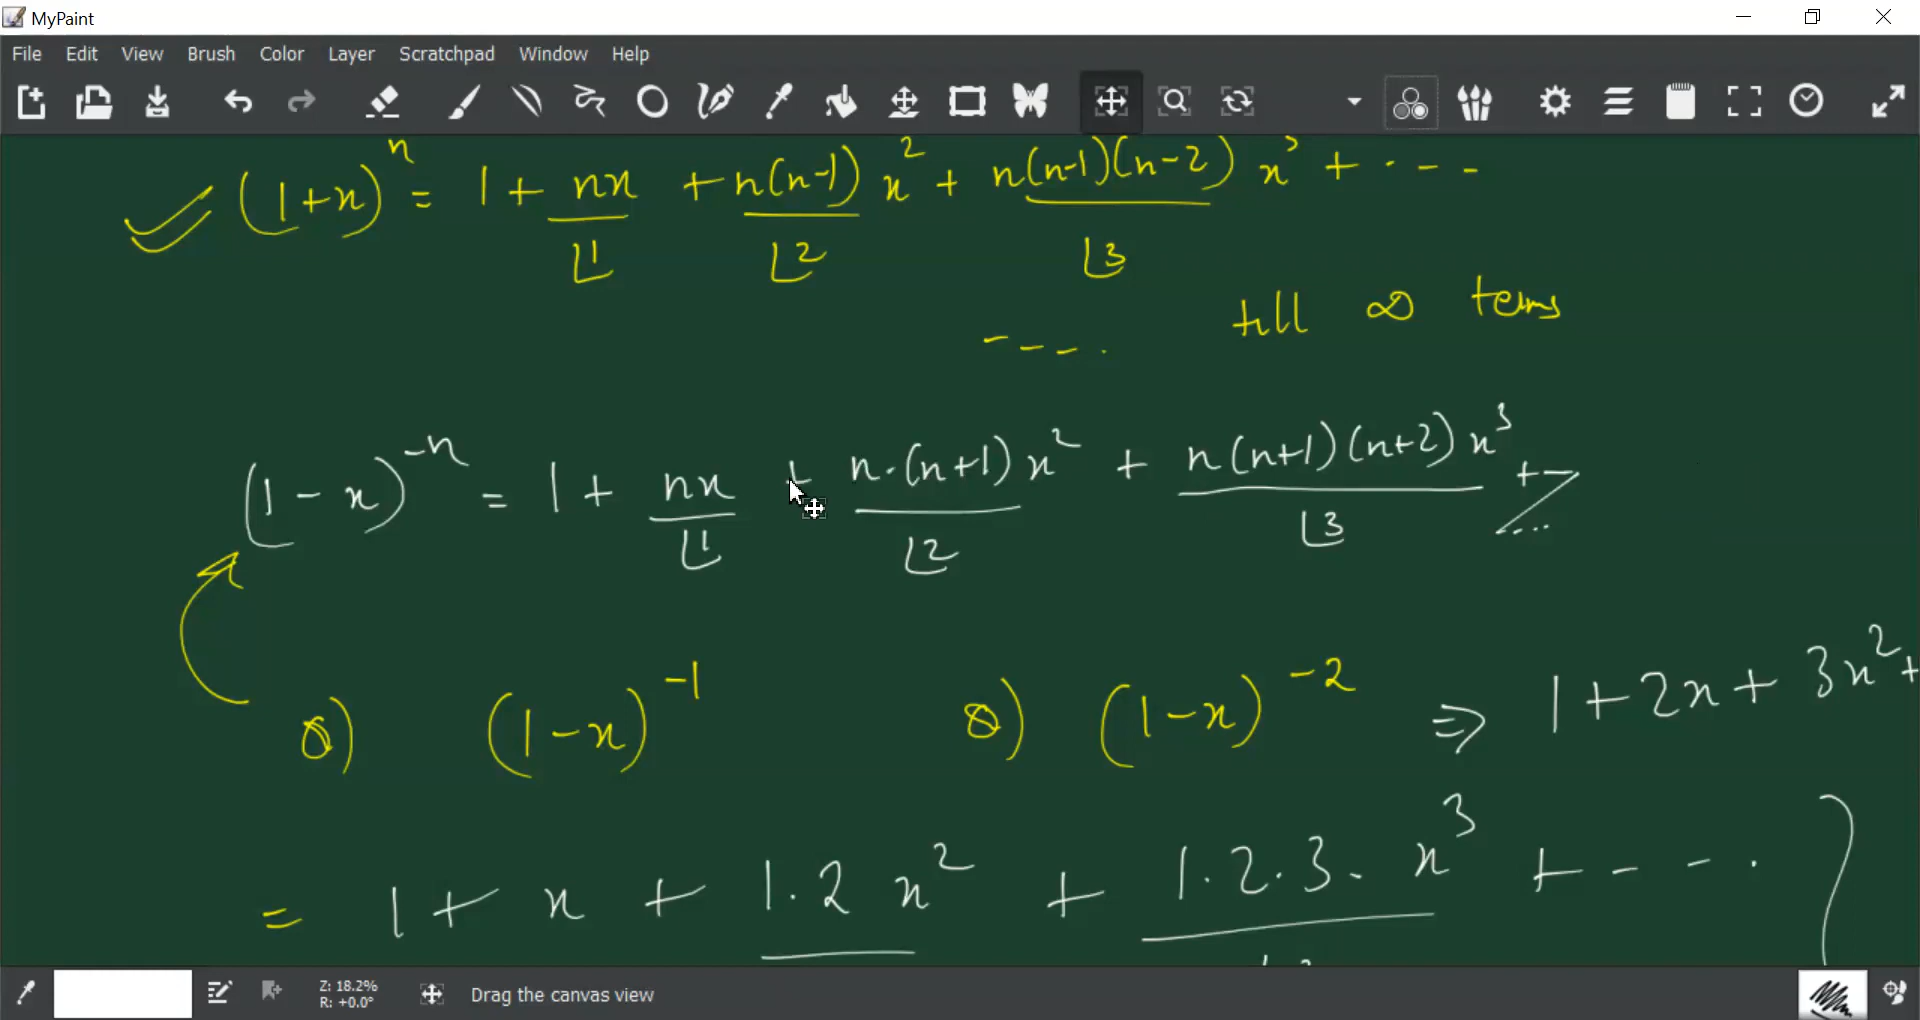 MyPaint
File Edit View Brush Color Layer Scratchpad Window Help
(1+x)^n = 1 + nx/⌊1 + n(n-1)/⌊2 x^2 + n(n-1)(n-2)/⌊3 x^3 + . - -
- - - . till ∞ terms
(1-x)^-n = 1 + nx/⌊1 + n.(n+1)x^2/⌊2 + n(n+1)(n+2)x^3/⌊3 + ...
Q) (1-x)^-1 Q) (1-x)^-2 ⇒ 1+2x+3x^2+
= 1 + x + 1.2 x^2 + 1.2.3. x^3 + - - .
Z: 18.2%
R: +0.0° Drag the canvas view